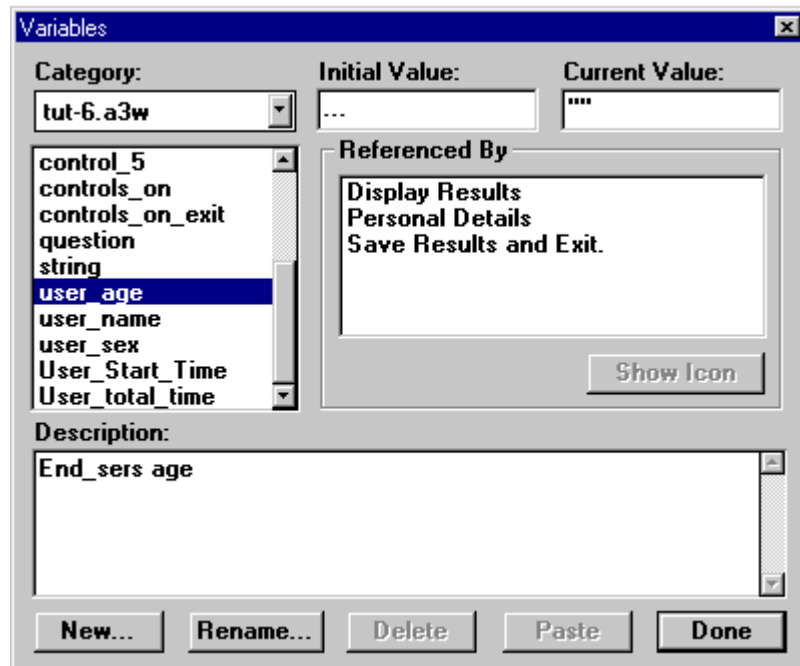 Variables
Category:
Initial Value:
Current Value:
tut-6.a3w
...
""
control_5
controls_on
controls_on_exit
question
string
user_age
user_name
user_sex
User_Start_Time
User_total_time
Referenced By
Display Results
Personal Details
Save Results and Exit.
Show Icon
Description:
End_sers age
New...
Rename...
Delete
Paste
Done